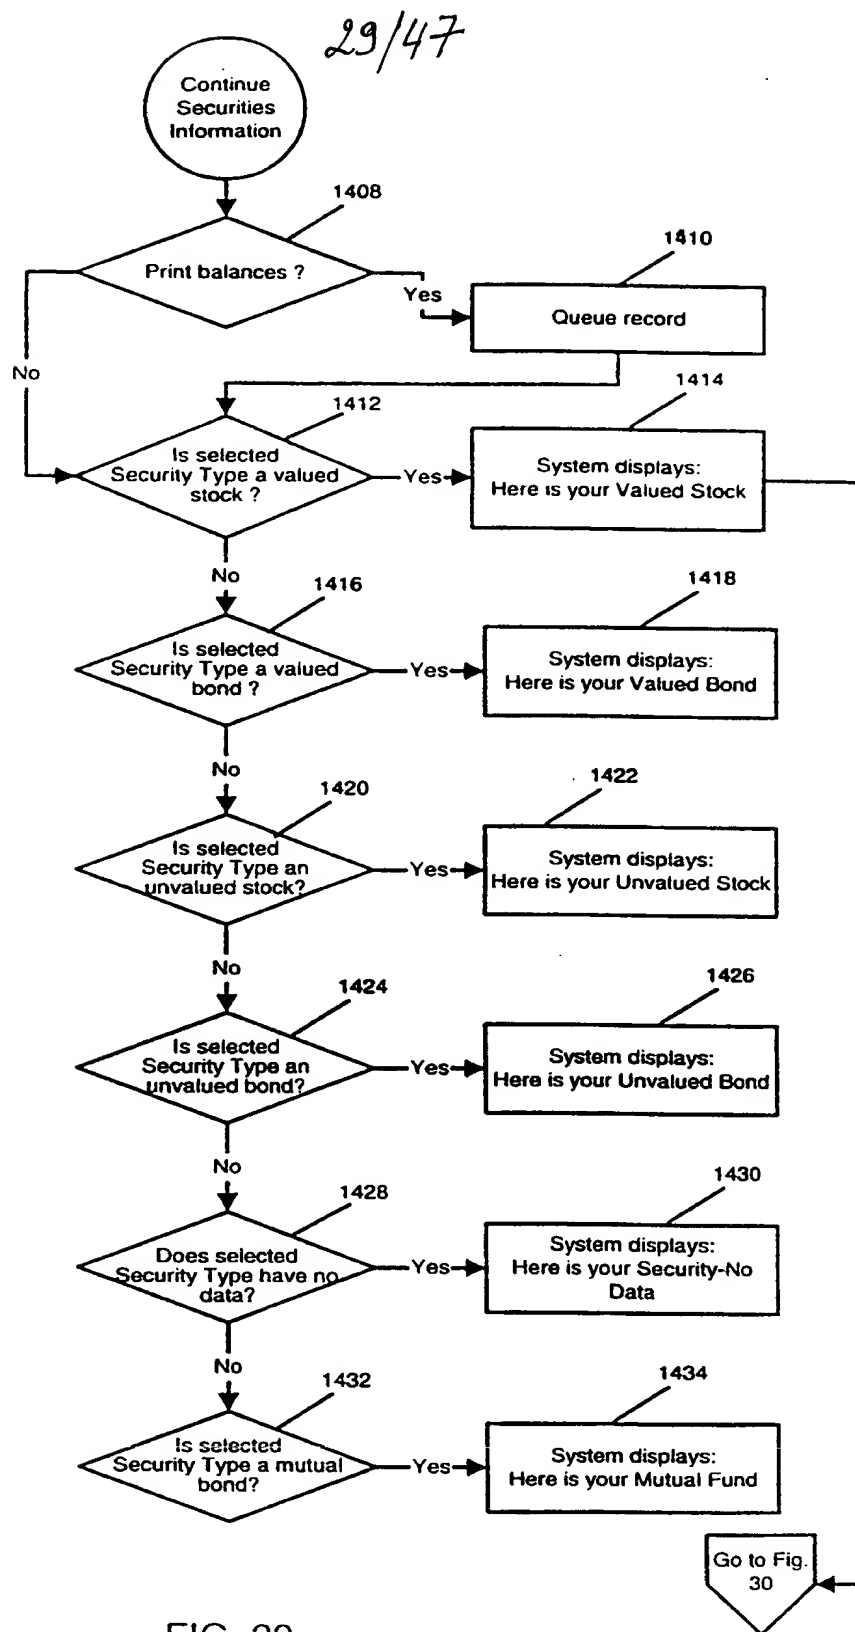 29/47
Continue
Securities
Information
1408
Print balances ?
Yes
No
1410
Queue record
1412
Is selected
Security Type a valued
stock ?
Yes
1414
System displays:
Here is your Valued Stock
No
1416
Is selected
Security Type a valued
bond ?
Yes
1418
System displays:
Here is your Valued Bond
No
1420
Is selected
Security Type an
unvalued stock?
Yes
1422
System displays:
Here is your Unvalued Stock
No
1424
Is selected
Security Type an
unvalued bond?
Yes
1426
System displays:
Here is your Unvalued Bond
No
1428
Does selected
Security Type have no
data?
Yes
1430
System displays:
Here is your Security-No
Data
No
1432
Is selected
Security Type a mutual
bond?
Yes
1434
System displays:
Here is your Mutual Fund
Go to Fig.
30
FIG.